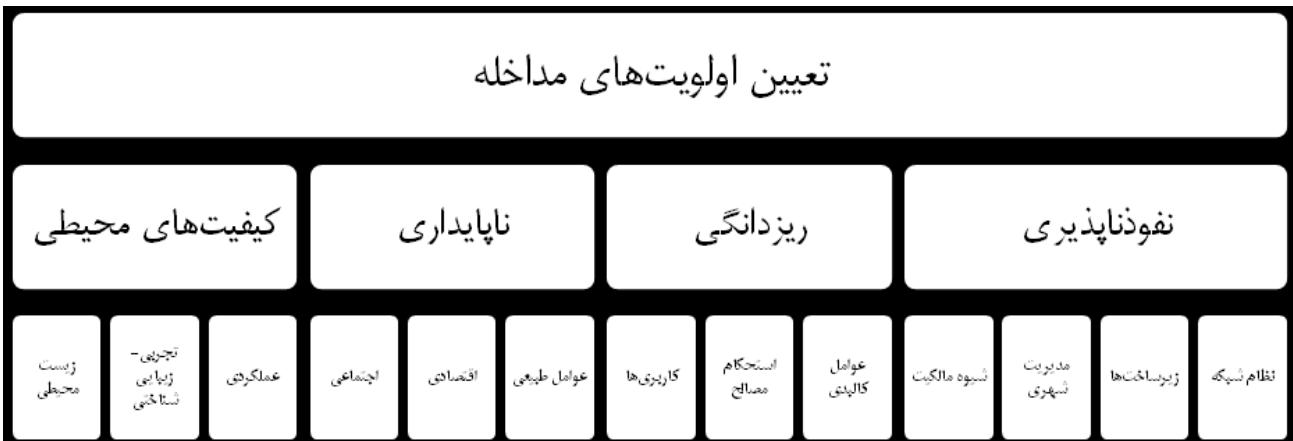 تعیین اولویت‌های مداخله
نفوذناپذیری
ریزدانگی
ناپایداری
کیفیت‌های محیطی
نظام شبکه
زیرساخت‌ها
مدیریت
شهری
شیوه مالکیت
عوامل
کالبدی
استحکام
مصالح
کاربری‌ها
عوامل طبیعی
اقتصادی
اجتماعی
عملکردی
تجربی-
زیبایی
شناختی
زیست
محیطی